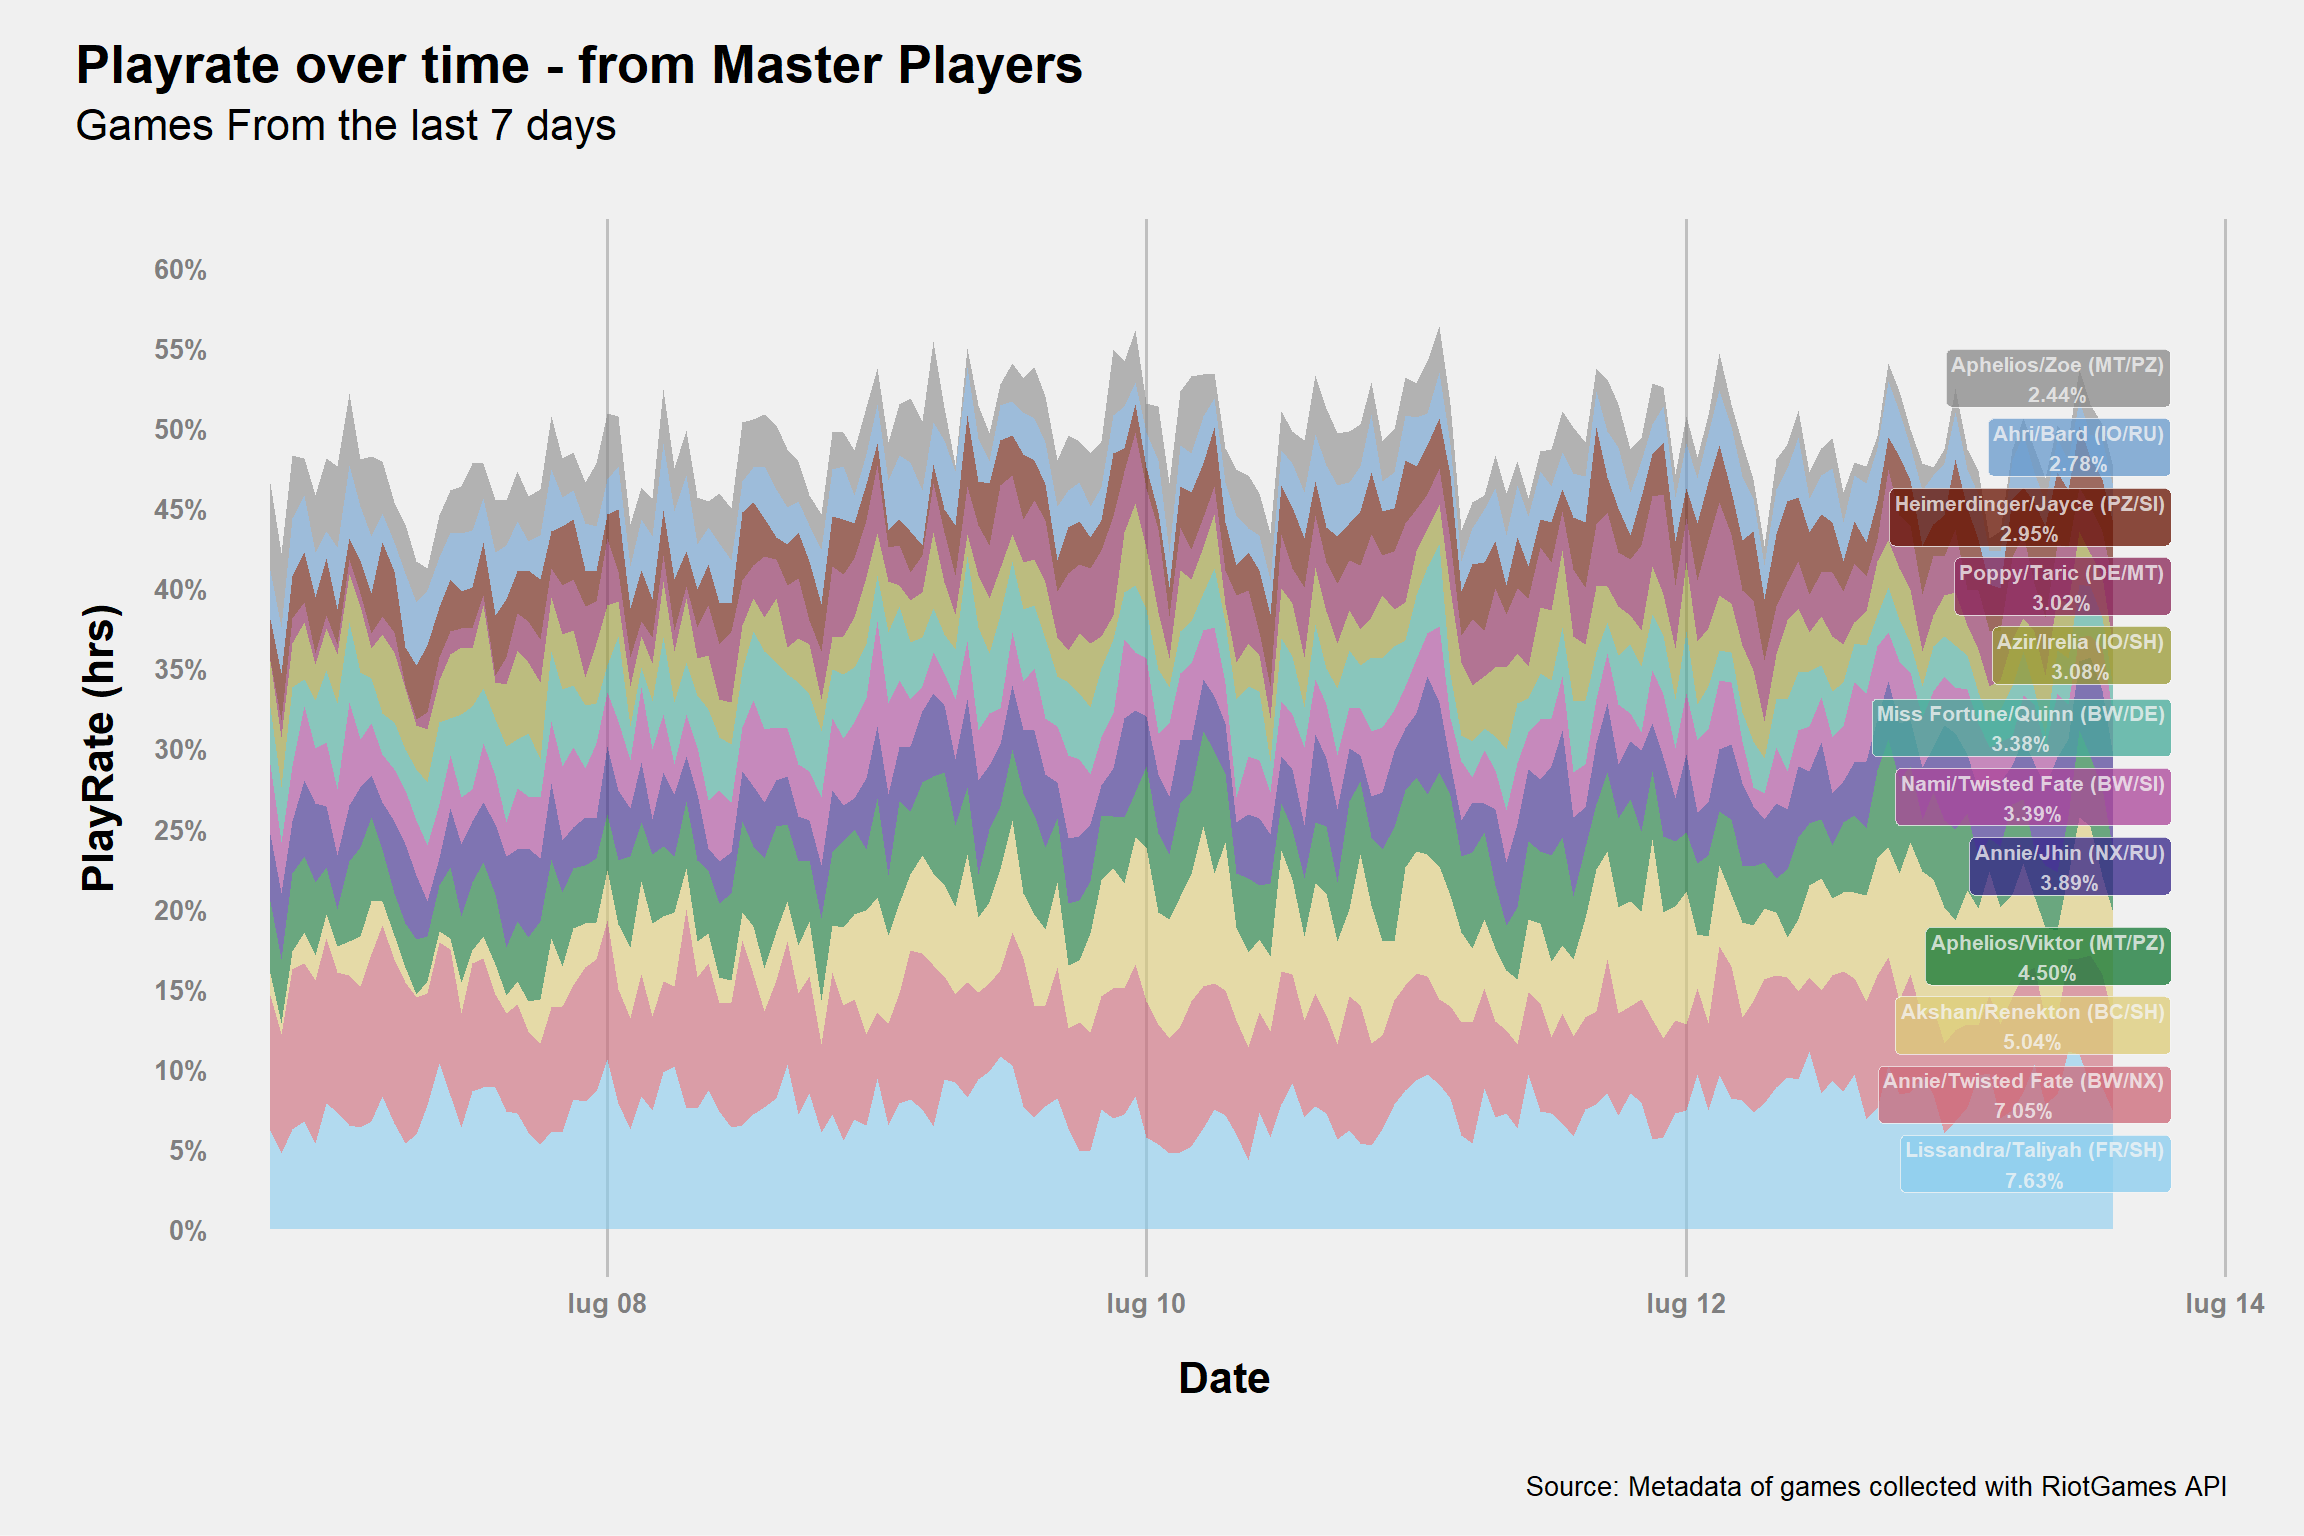 Playrate over time - from Master Players
Games From the last 7 days
PlayRate (hrs)
60%
55%
50%
45%
40%
35%
30%
25%
20%
15%
10%
5%
0%
Aphelios/Zoe (MT/PZ)
2.44%
Ahri/Bard (IO/RU)
2.78%
Heimerdinger/Jayce (PZ/SI)
2.95%
Poppy/Taric (DE/MT)
3.02%
Azir/Irelia (IO/SH)
3.08%
Miss Fortune/Quinn (BW/DE)
3.38%
Nami/Twisted Fate (BW/SI)
3.39%
Annie/Jhin (NX/RU)
3.89%
Aphelios/Viktor (MT/PZ)
4.50%
Akshan/Renekton (BC/SH)
5.04%
Annie/Twisted Fate (BW/NX)
7.05%
Lissandra/Taliyah (FR/SH)
7.63%
lug 08
lug 10
lug 12
lug 14
Date
Source: Metadata of games collected with RiotGames API